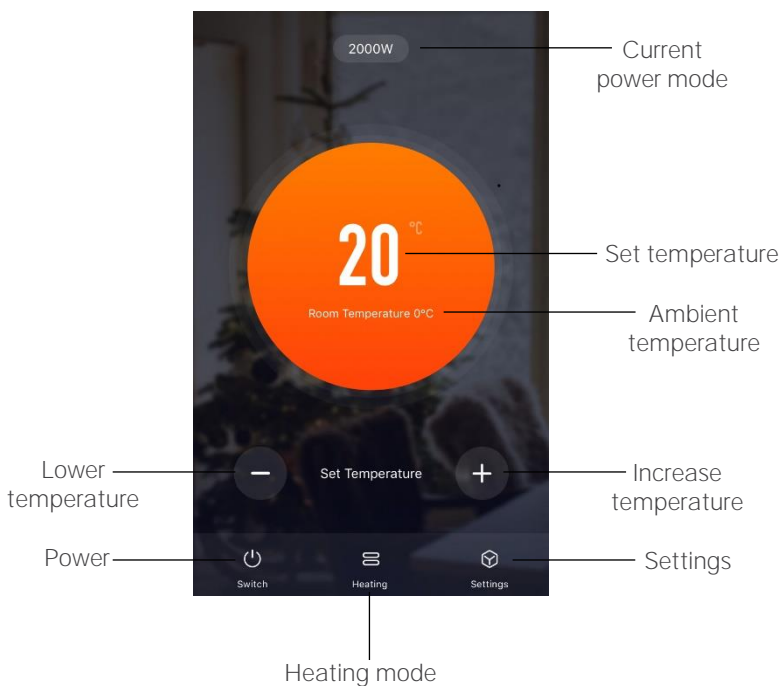 2000W
Current
power mode
20 °C
Set temperature
Room Temperature 0°C
Ambient
temperature
Lower
temperature
Set Temperature
Increase
temperature
Power
Switch
Heating
Settings
Settings
Heating mode